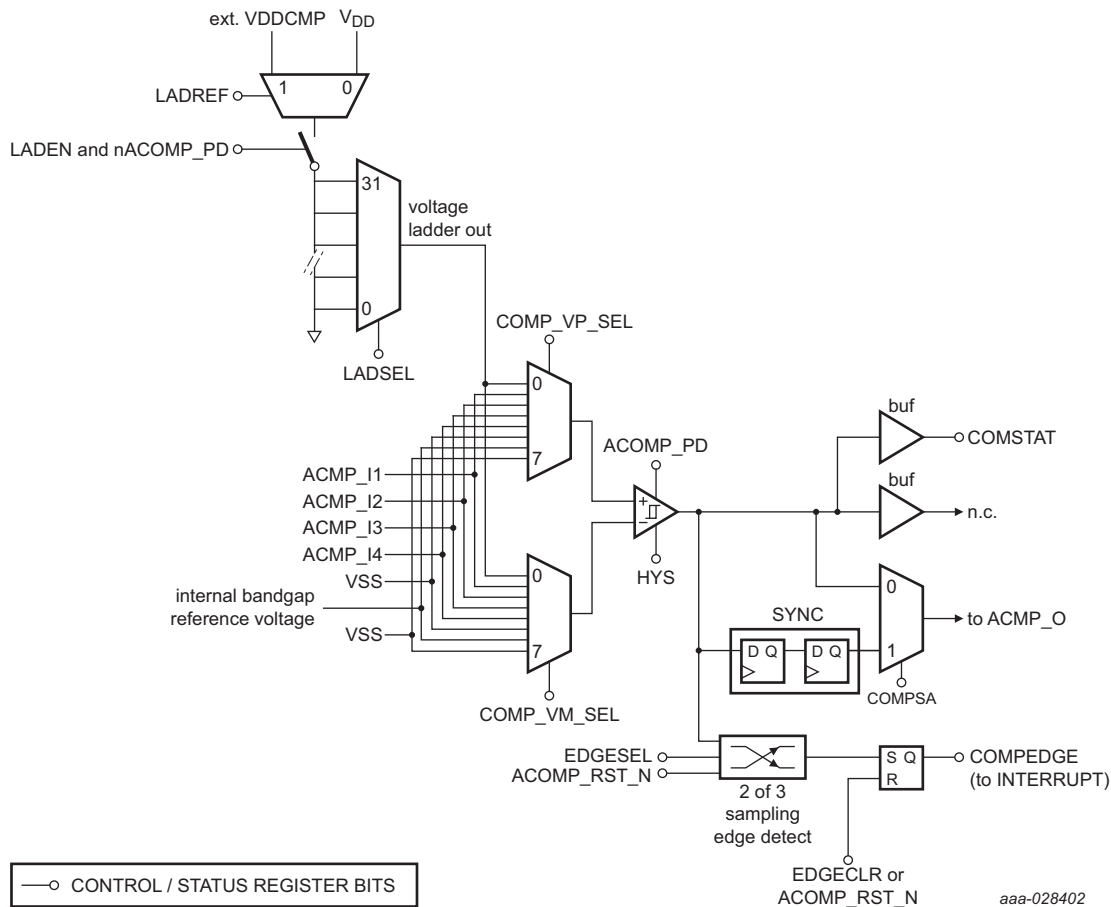 ext. VDDCMP
VDD
1
0
LADREF
LADEN and nACOMP_PD
31
voltage
ladder out
0
LADSEL
COMP_VP_SEL
0
7
ACMP_I1
ACMP_I2
ACMP_I3
ACMP_I4
VSS
internal bandgap
reference voltage
VSS
0
7
COMP_VM_SEL
ACOMP_PD
+
−
HYS
buf
COMSTAT
buf
n.c.
0
to ACMP_O
1
COMPSA
SYNC
D Q
D Q
EDGESEL
ACOMP_RST_N
2 of 3
sampling
edge detect
S Q
R
COMPEDGE
(to INTERRUPT)
EDGECLR or
ACOMP_RST_N
CONTROL / STATUS REGISTER BITS
aaa-028402